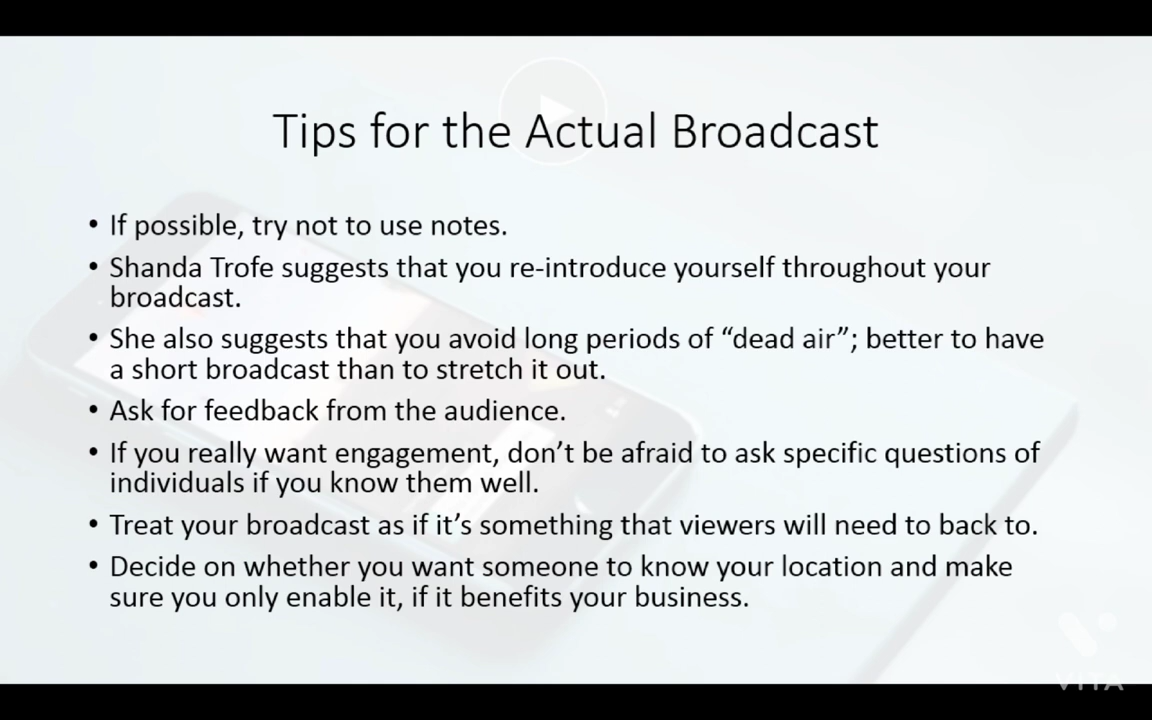 Tips for the Actual Broadcast
• If possible, try not to use notes.
• Shanda Trofe suggests that you re-introduce yourself throughout your
broadcast.
• She also suggests that you avoid long periods of “dead air”; better to have
a short broadcast than to stretch it out.
• Ask for feedback from the audience.
• If you really want engagement, don’t be afraid to ask specific questions of
individuals if you know them well.
• Treat your broadcast as if it’s something that viewers will need to back to.
• Decide on whether you want someone to know your location and make
sure you only enable it, if it benefits your business.
VITA